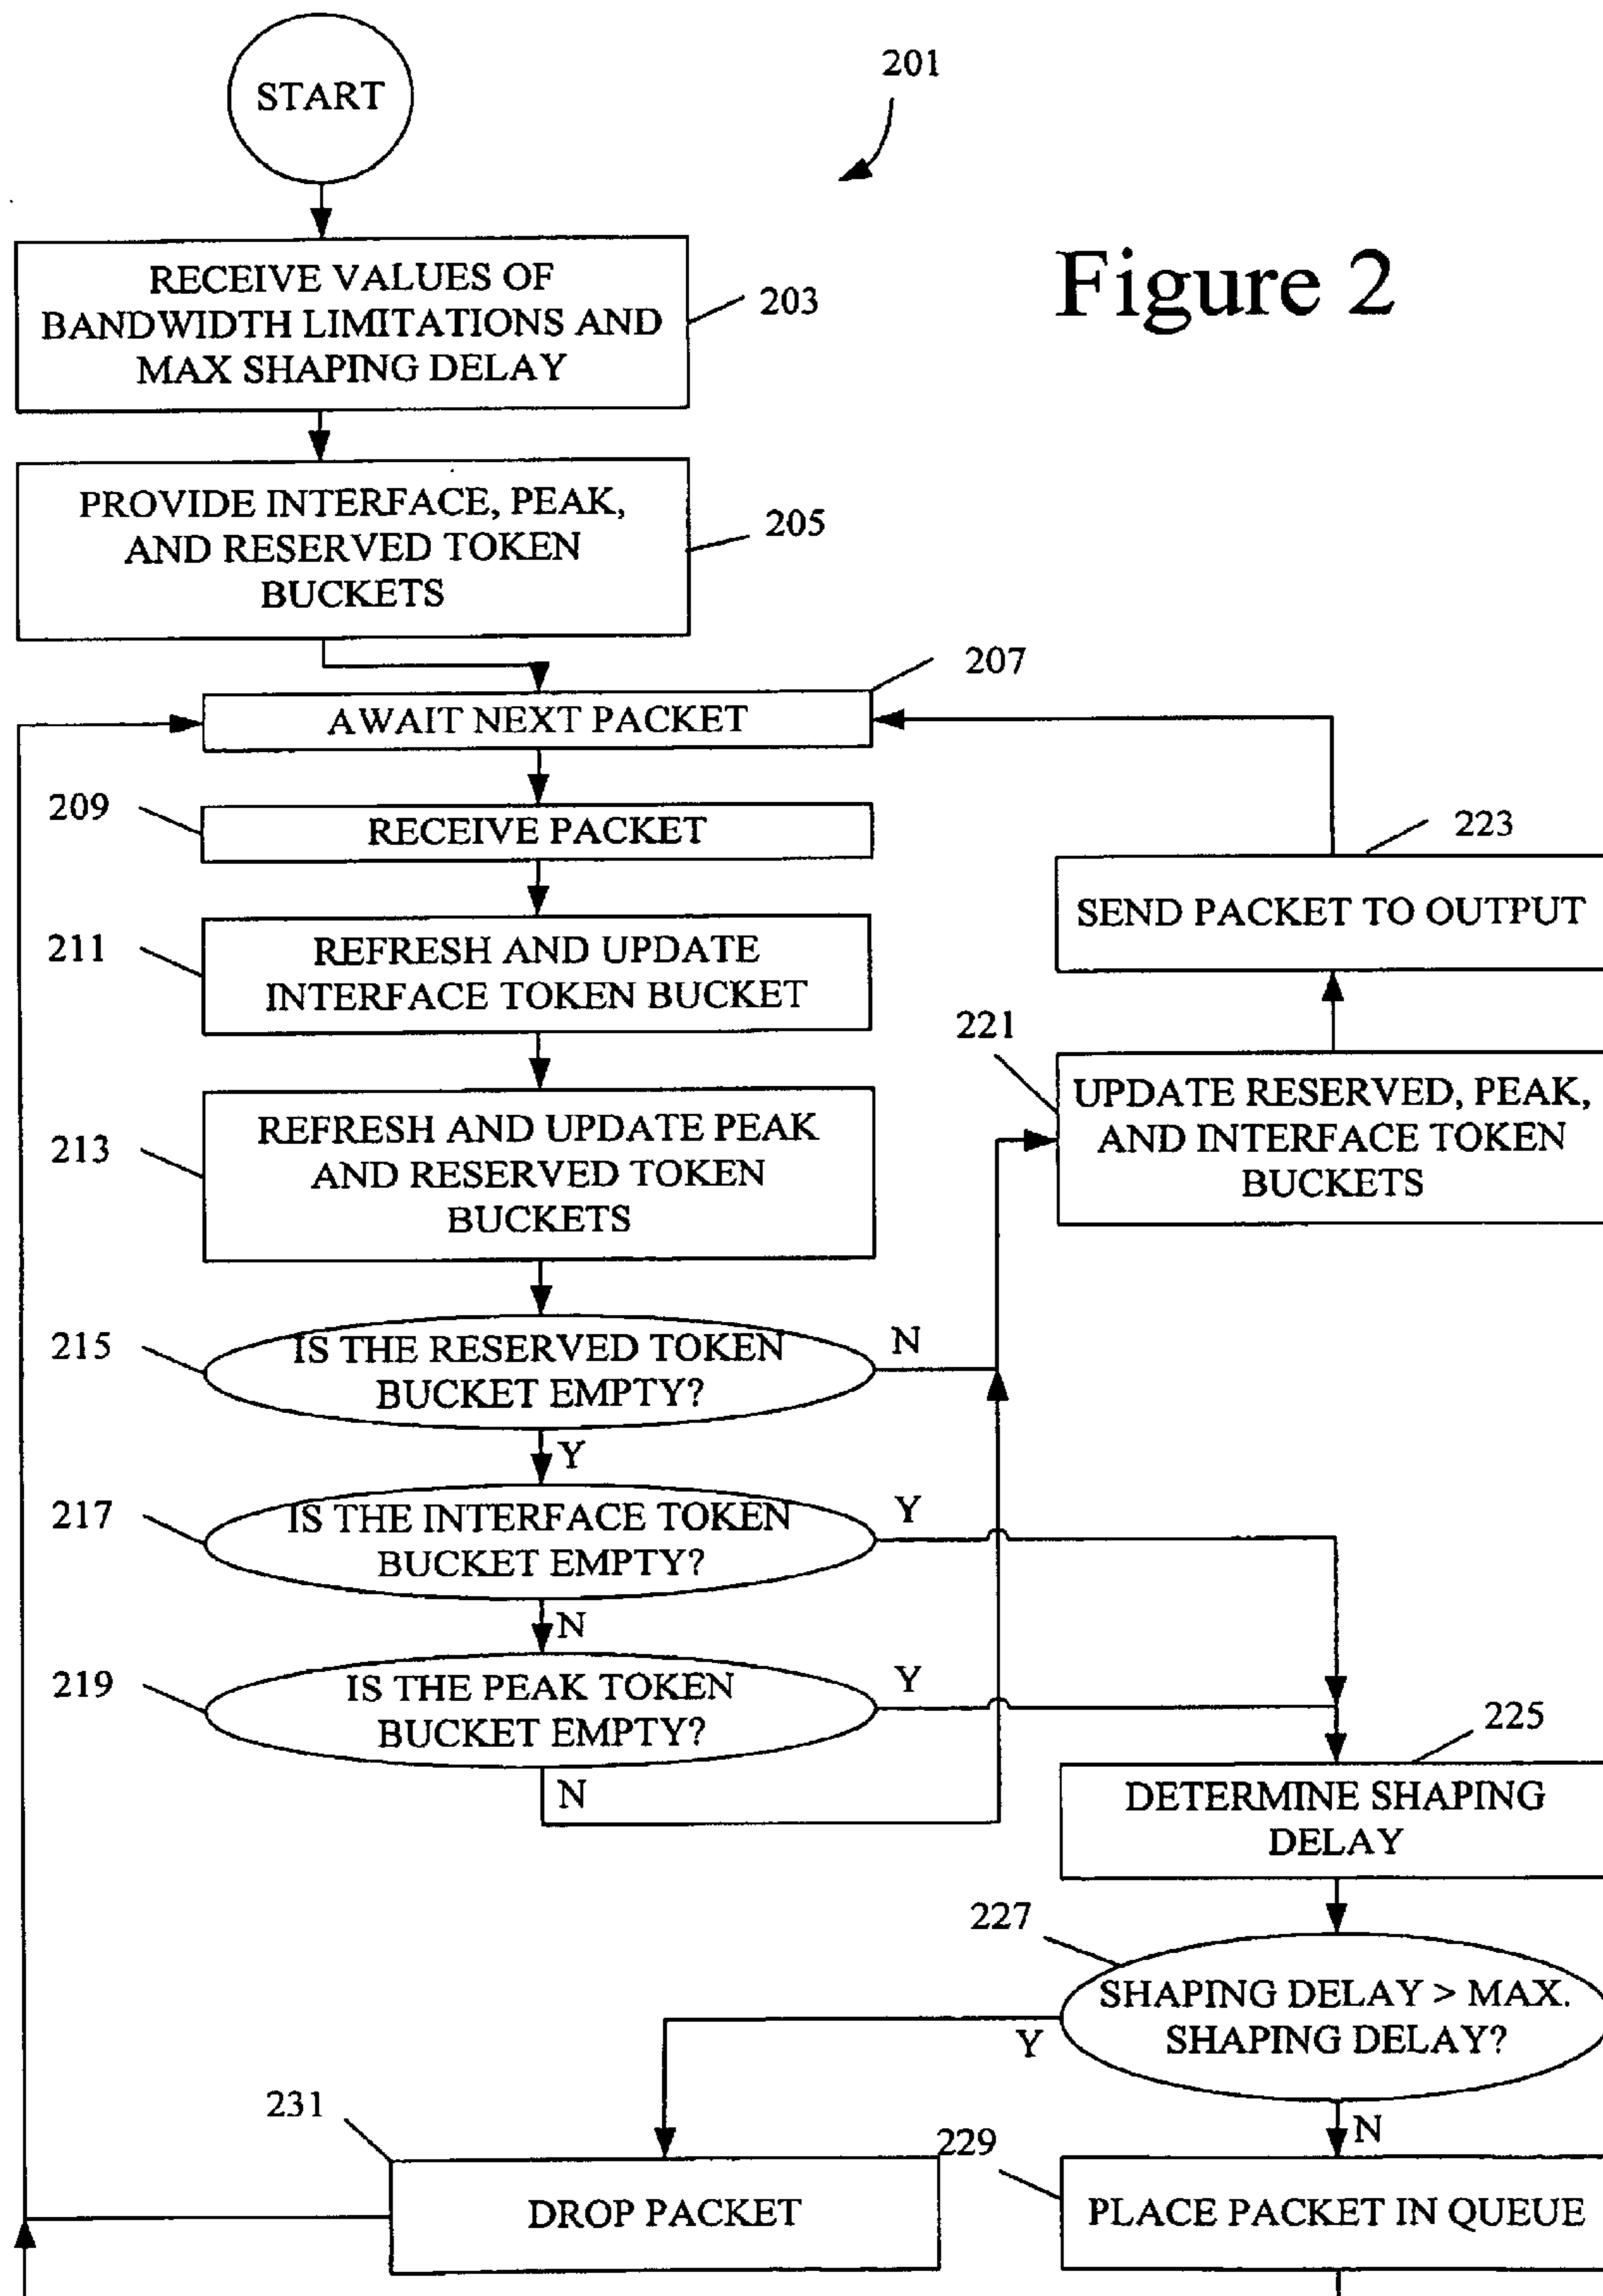 START
201
Figure 2
RECEIVE VALUES OF
BANDWIDTH LIMITATIONS AND
MAX SHAPING DELAY
203
PROVIDE INTERFACE, PEAK,
AND RESERVED TOKEN
BUCKETS
205
207
AWAIT NEXT PACKET
209
RECEIVE PACKET
223
SEND PACKET TO OUTPUT
211
REFRESH AND UPDATE
INTERFACE TOKEN BUCKET
221
UPDATE RESERVED, PEAK,
AND INTERFACE TOKEN
BUCKETS
213
REFRESH AND UPDATE PEAK
AND RESERVED TOKEN
BUCKETS
215
IS THE RESERVED TOKEN
BUCKET EMPTY?
N
Y
217
IS THE INTERFACE TOKEN
BUCKET EMPTY?
Y
N
219
IS THE PEAK TOKEN
BUCKET EMPTY?
Y
N
225
DETERMINE SHAPING
DELAY
227
SHAPING DELAY > MAX.
SHAPING DELAY?
Y
N
231
DROP PACKET
229
PLACE PACKET IN QUEUE